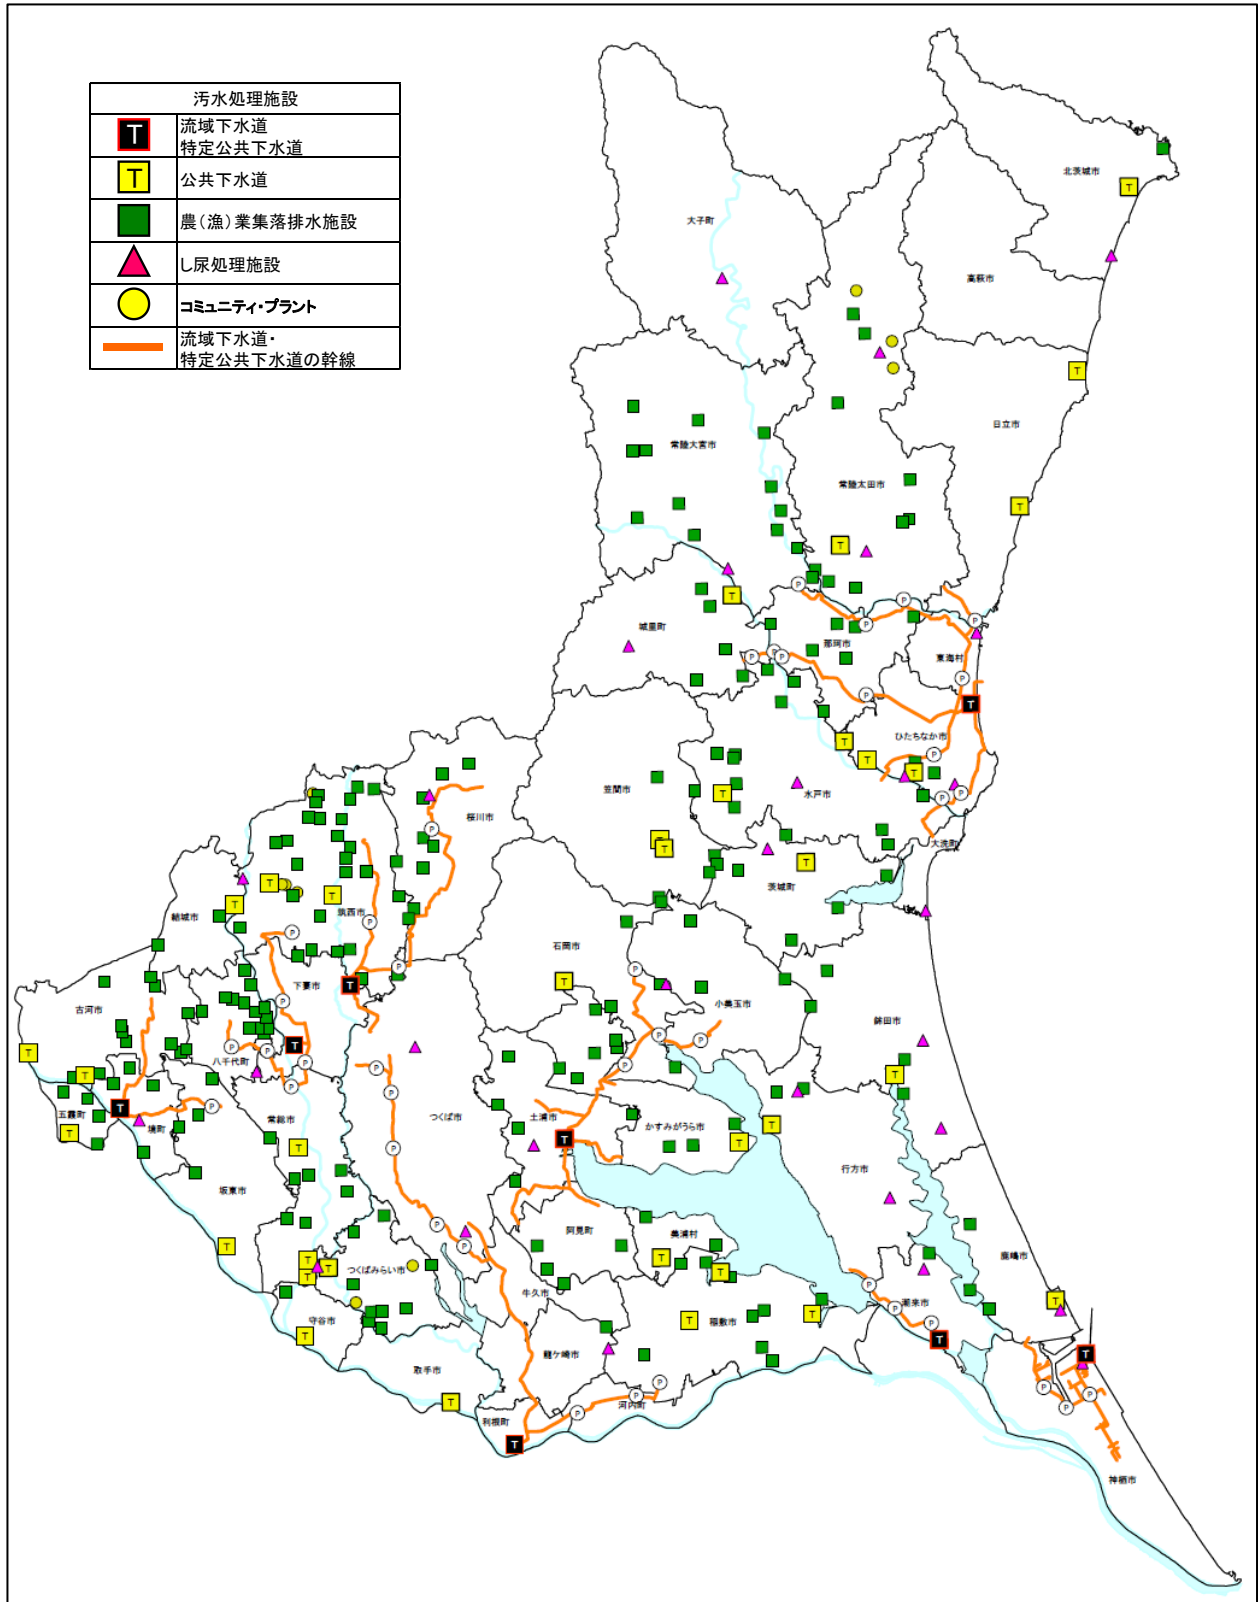 汚水処理施設
T
流域下水道
特定公共下水道
T
公共下水道
農(漁)業集落排水施設
し尿処理施設
コミュニティ・プラント
流域下水道・
特定公共下水道の幹線
北茨城市
大子町
高萩市
日立市
常陸大宮市
常陸太田市
城里町
那珂市
東海村
ひたちなか市
笠間市
水戸市
桜川市
大洗町
茨城町
筑西市
結城市
石岡市
小美玉市
下妻市
古河市
鉾田市
八千代町
つくば市
土浦市
かすみがうら市
五霞町
境町
常総市
行方市
坂東市
阿見町
美浦村
鹿嶋市
つくばみらい市
牛久市
潮来市
守谷市
稲敷市
龍ケ崎市
取手市
利根町
河内町
神栖市